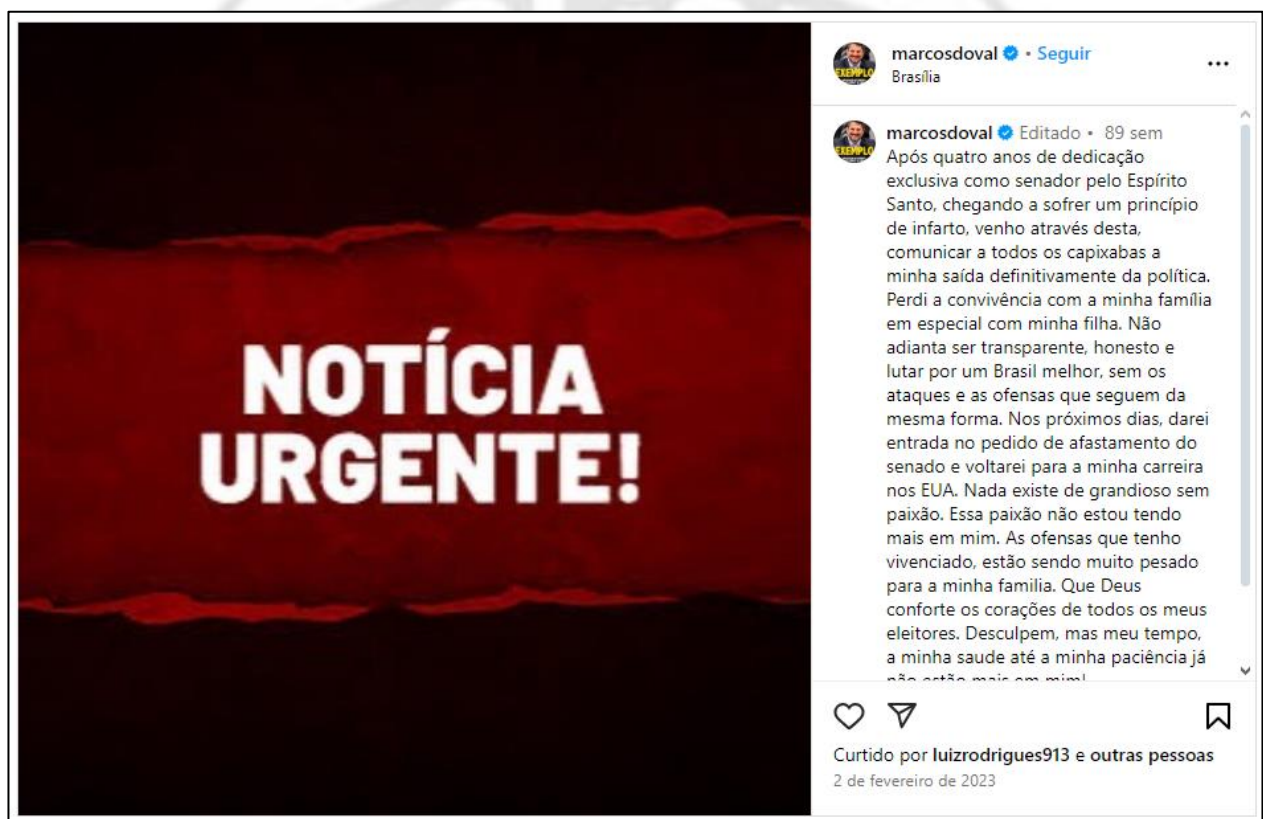 NOTÍCIA
URGENTE!
marcosdoval • Seguir
Brasília
EXEMPLO
marcosdoval Editado • 89 sem
EXEMPLO
Após quatro anos de dedicação
exclusiva como senador pelo Espírito
Santo, chegando a sofrer um princípio
de infarto, venho através desta,
comunicar a todos os capixabas a
minha saída definitivamente da política.
Perdi a convivência com a minha família
em especial com minha filha. Não
adianta ser transparente, honesto e
lutar por um Brasil melhor, sem os
ataques e as ofensas que seguem da
mesma forma. Nos próximos dias, darei
entrada no pedido de afastamento do
senado e voltarei para a minha carreira
nos EUA. Nada existe de grandioso sem
paixão. Essa paixão não estou tendo
mais em mim. As ofensas que tenho
vivenciado, estão sendo muito pesado
para a minha familia. Que Deus
conforte os corações de todos os meus
eleitores. Desculpem, mas meu tempo,
a minha saude até a minha paciência já
não estão mais em mim!
Curtido por luizrodrigues913 e outras pessoas
2 de fevereiro de 2023